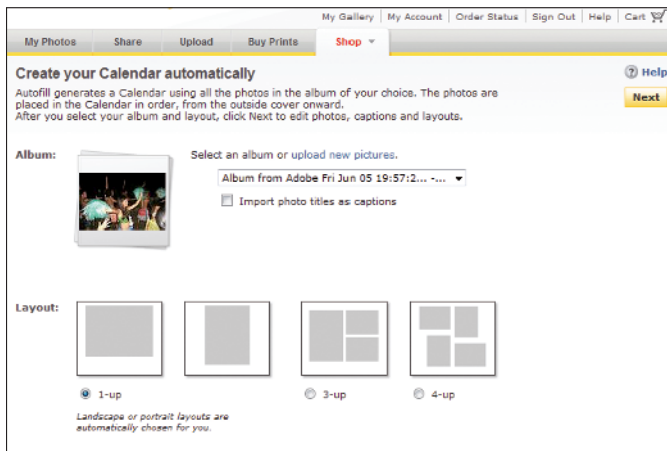 My Gallery | My Account | Order Status | Sign Out | Help | Cart
My Photos Share Upload Buy Prints Shop
Create your Calendar automatically
Help
Autofill generates a Calendar using all the photos in the album of your choice. The photos are
placed in the Calendar in order, from the outside cover onward.
Next
After you select your album and layout, click Next to edit photos, captions and layouts.
Album:
Select an album or upload new pictures.
Album from Adobe Fri Jun 05 19:57:2... -...
Import photo titles as captions
Layout:
1-up 3-up 4-up
Landscape or portrait layouts are
automatically chosen for you.